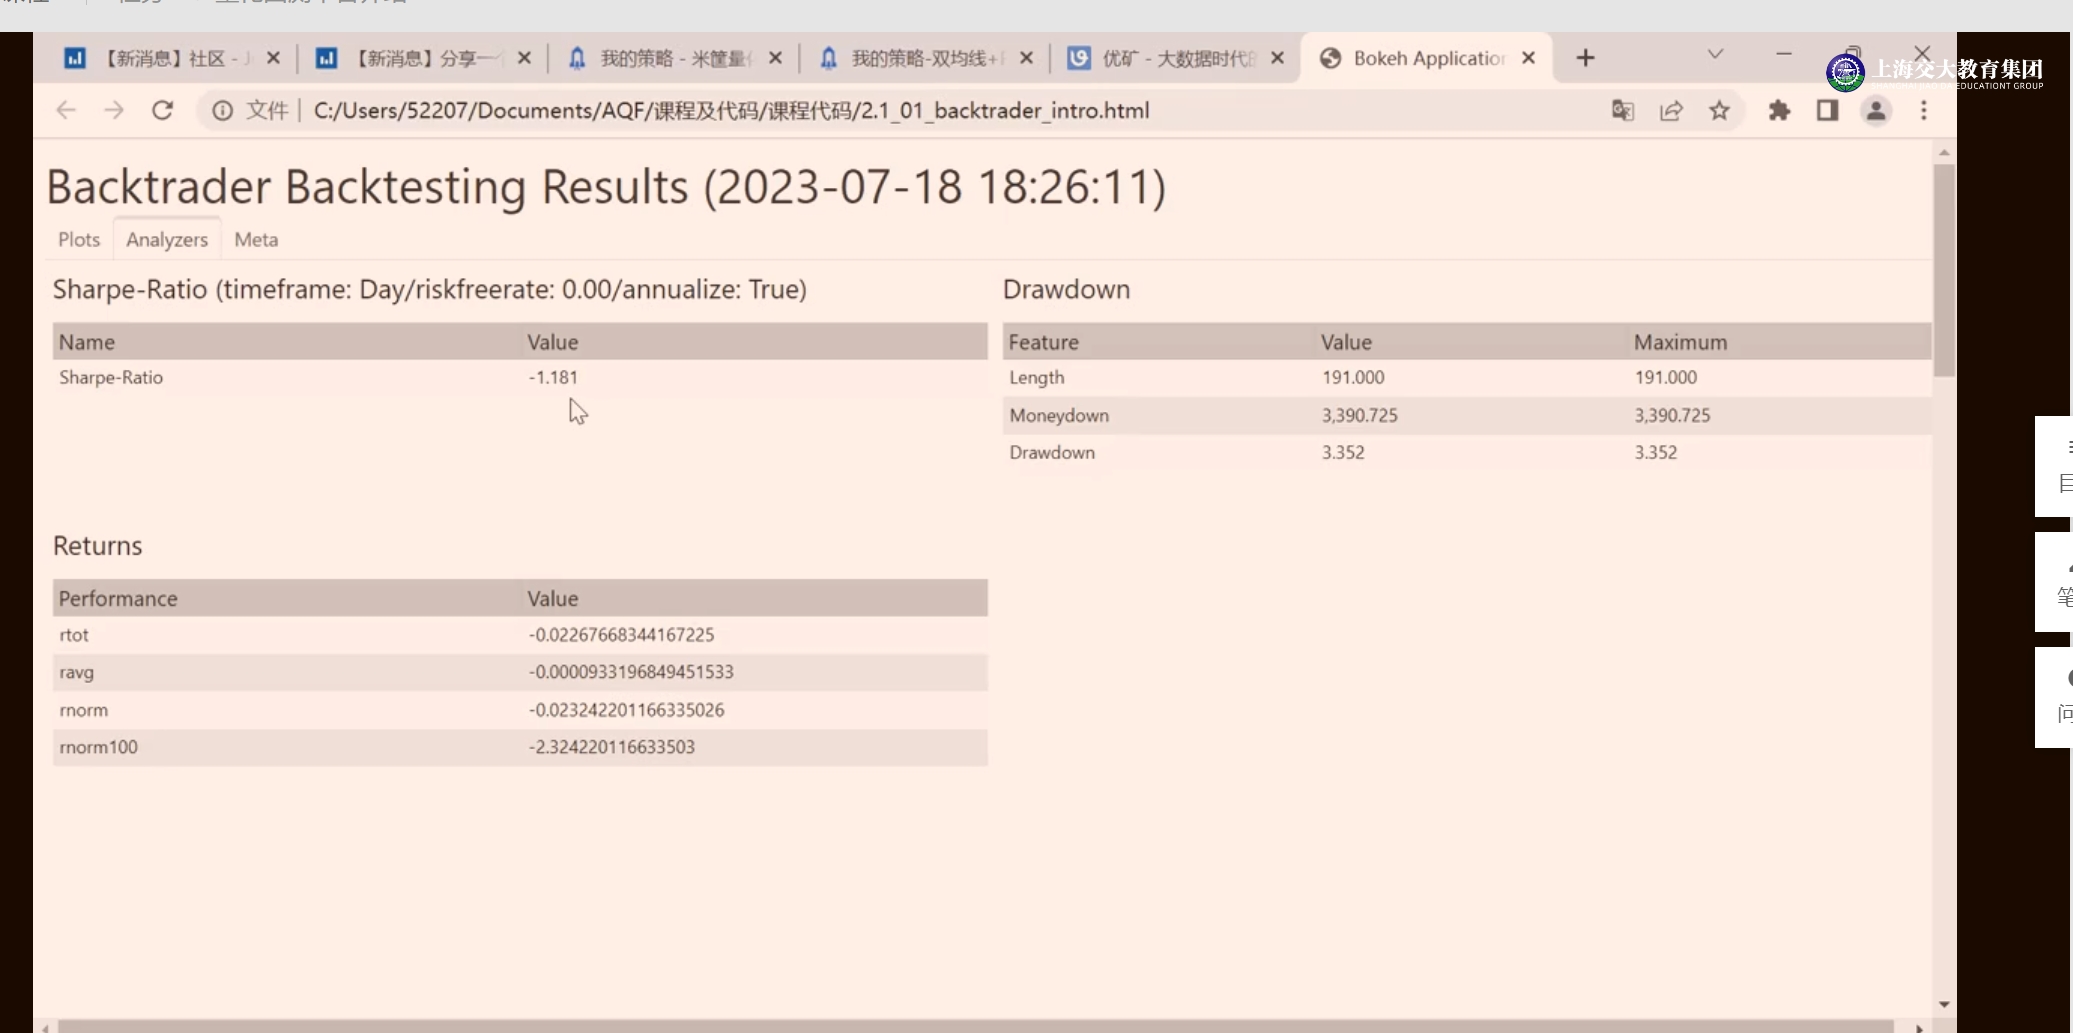 【新消息】社区 - J
【新消息】分享一个
我的策略 - 米筐量化
我的策略-双均线+F
优矿 - 大数据时代的
Bokeh Application
上海交大教育集团
文件 | C:/Users/52207/Documents/AQF/课程及代码/课程代码/2.1_01_backtrader_intro.html
Backtrader Backtesting Results (2023-07-18 18:26:11)
Plots Analyzers Meta
Sharpe-Ratio (timeframe: Day/riskfreerate: 0.00/annualize: True)
Name Value
Sharpe-Ratio -1.181
Drawdown
Feature Value Maximum
Length 191.000 191.000
Moneydown 3,390.725 3,390.725
Drawdown 3.352 3.352
Returns
Performance Value
rtot -0.02267668344167225
ravg -0.0000933196849451533
rnorm -0.023242201166335026
rnorm100 -2.324220116633503
目
笔
问